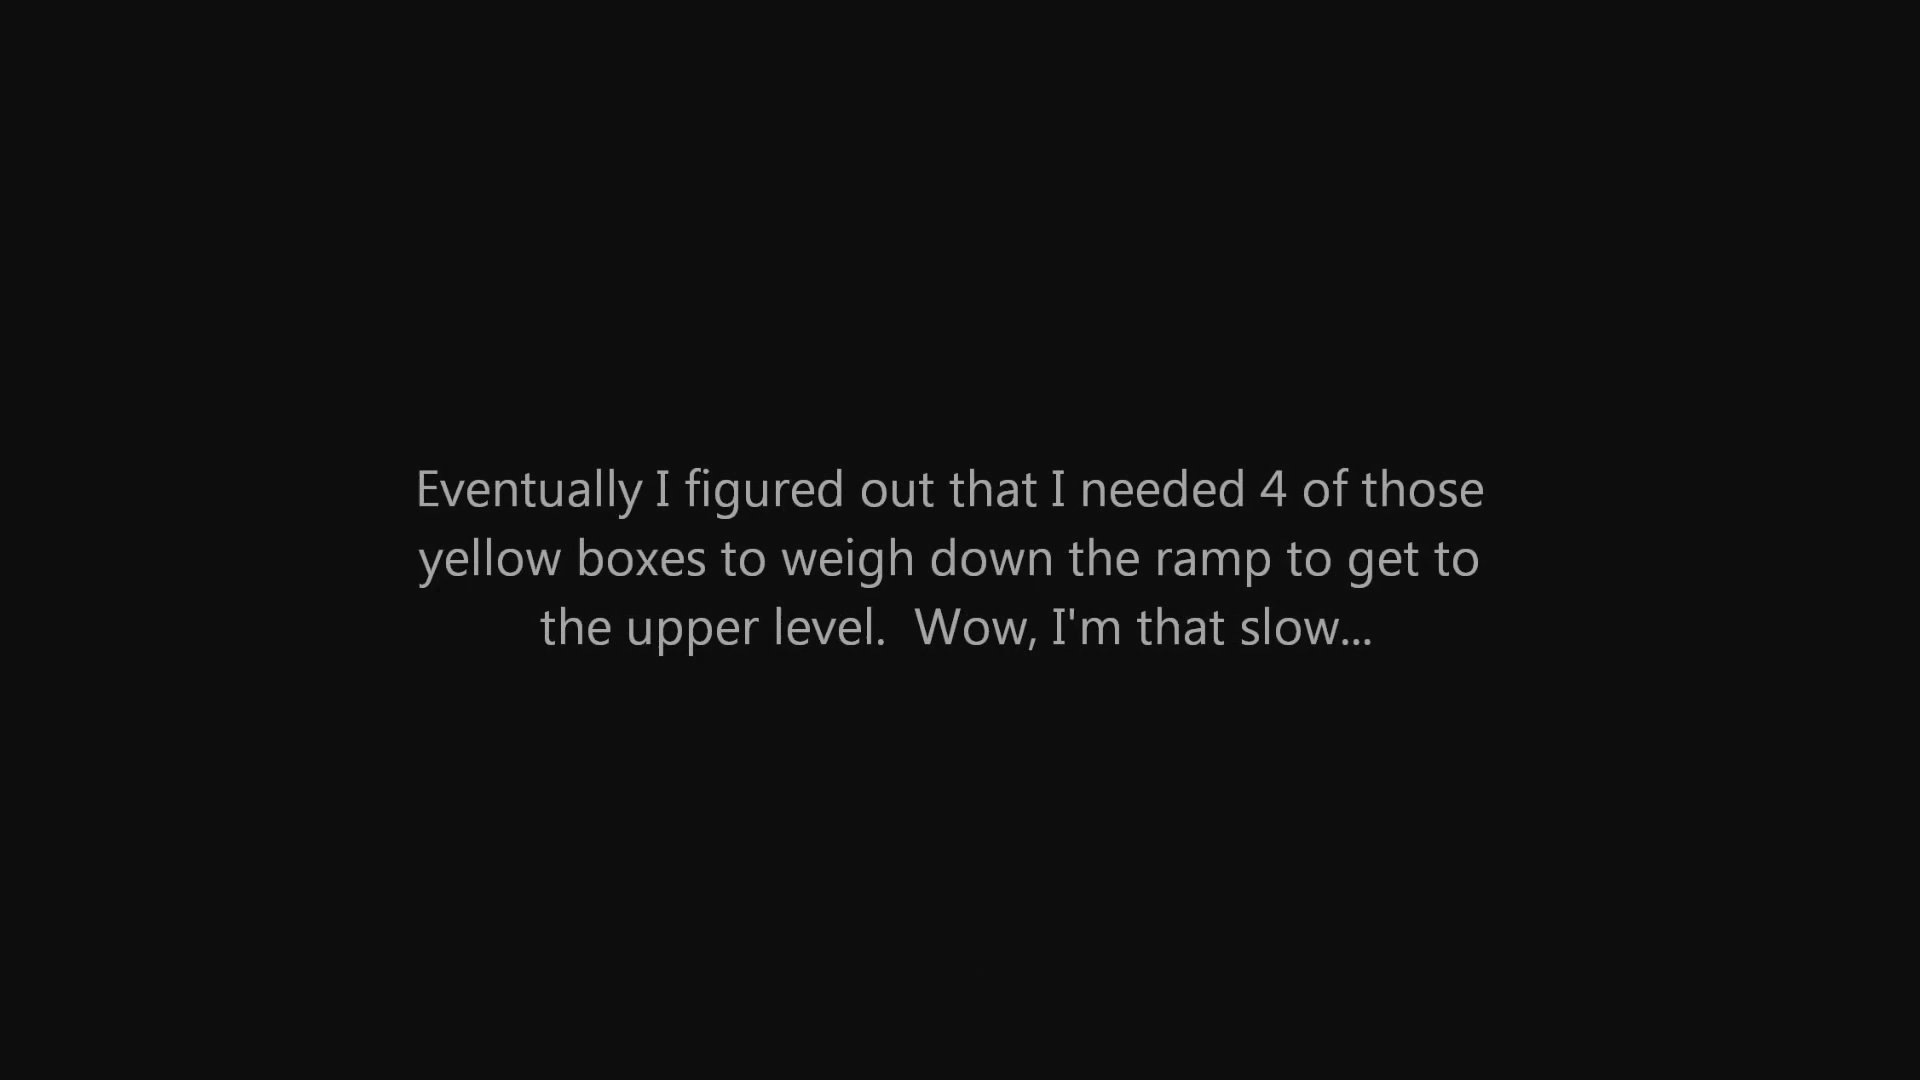 Eventually I figured out that I needed 4 of those
yellow boxes to weigh down the ramp to get to
the upper level.  Wow, I'm that slow...